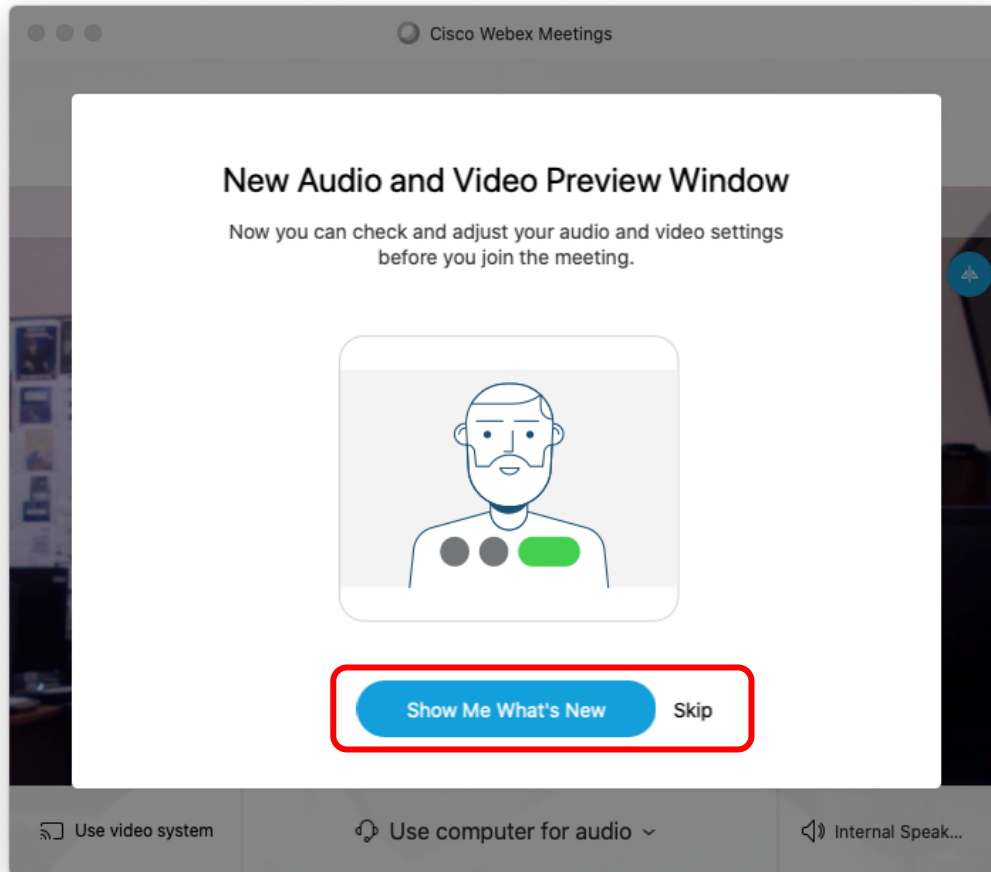 Cisco Webex Meetings
New Audio and Video Preview Window
Now you can check and adjust your audio and video settings
before you join the meeting.
Show Me What's New
Skip
Use video system
Use computer for audio
Internal Speak...